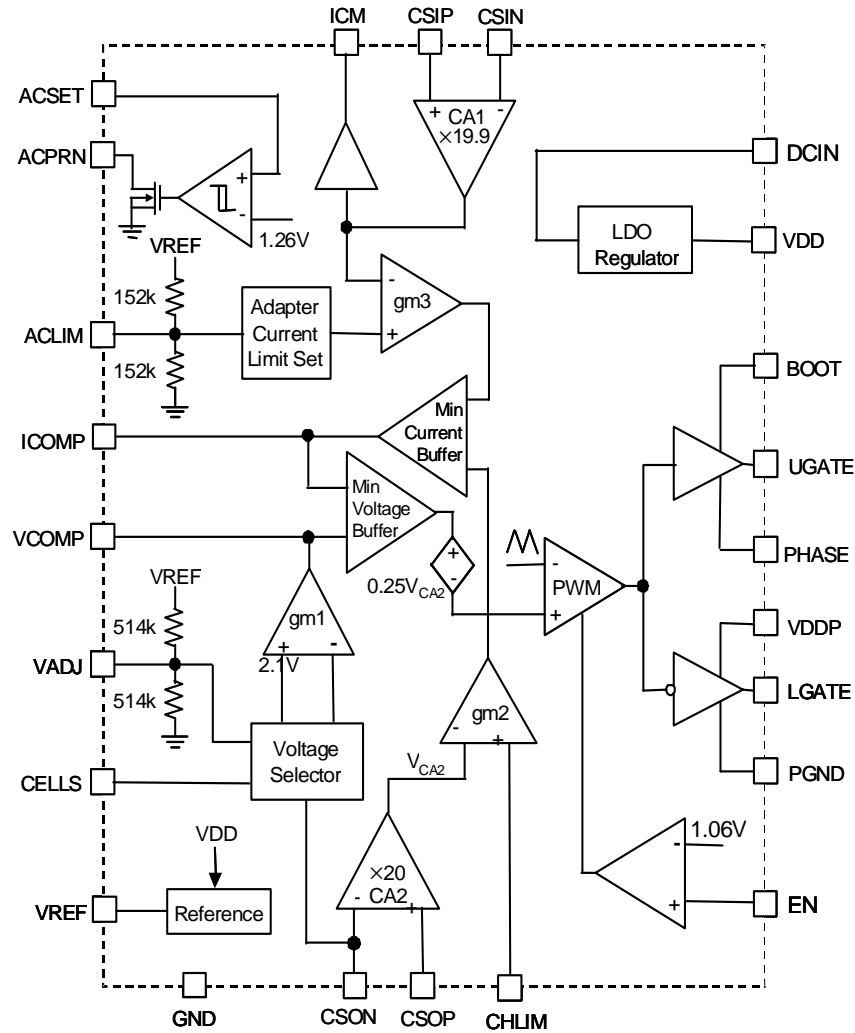 ICM CSIP CSIN
ACSET
+ -
CA1
×19.9
ACPRN
DCIN
+
-
1.26V
LDO
Regulator
VDD
VREF
152k
-
gm3
+
Adapter
Current
Limit Set
ACLIM
152k
BOOT
Min
Current
Buffer
ICOMP
UGATE
Min
Voltage
Buffer
VCOMP
PHASE
+
-
-
PWM
+
0.25VCA2
VREF
514k
gm1
+ -
2.1V
VDDP
VADJ
LGATE
514k
gm2
- +
Voltage
Selector
VCA2
PGND
CELLS
1.06V
-
+
VDD
×20
CA2
- +
VREF
Reference
EN
GND CSON CSOP CHLIM